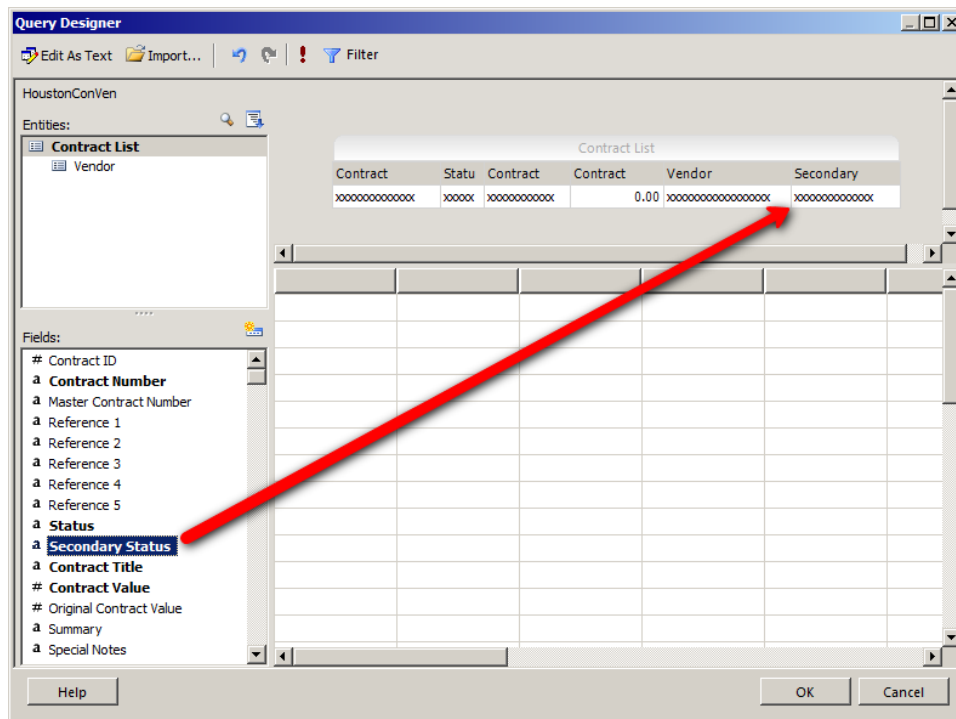 Query Designer
Edit As Text Import... Filter
HoustonConVen
Entities:
Contract List
Vendor
Contract List
Contract Statu Contract Contract Vendor Secondary
xxxxxxxxxxxx xxxxx xxxxxxxxxxx 0.00 xxxxxxxxxxxxxxxxx xxxxxxxxxxxxx
Fields:
# Contract ID
a Contract Number
a Master Contract Number
a Reference 1
a Reference 2
a Reference 3
a Reference 4
a Reference 5
a Status
a Secondary Status
a Contract Title
# Contract Value
# Original Contract Value
a Summary
a Special Notes
Help OK Cancel